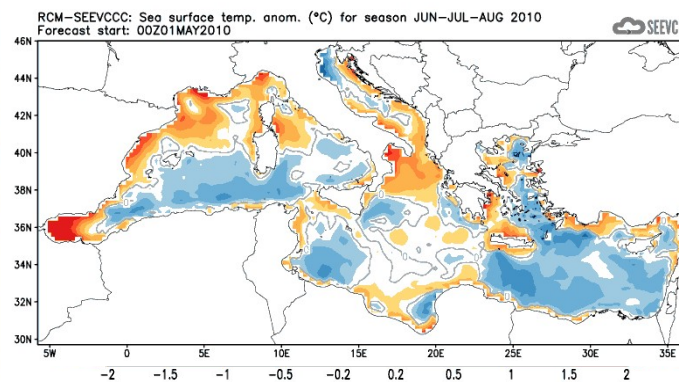 RCM-SEEVCCC: Sea surface temp. anom. (°C) for season JUN-JUL-AUG 2010
Forecast start: 00Z01MAY2010
SEEVC
46N
44N
42N
40N
38N
36N
34N
32N
30N
5W 0 5E 10E 15E 20E 25E 30E 35E
-2 -1.5 -1 -0.5 -0.2 0.2 0.5 1 1.5 2